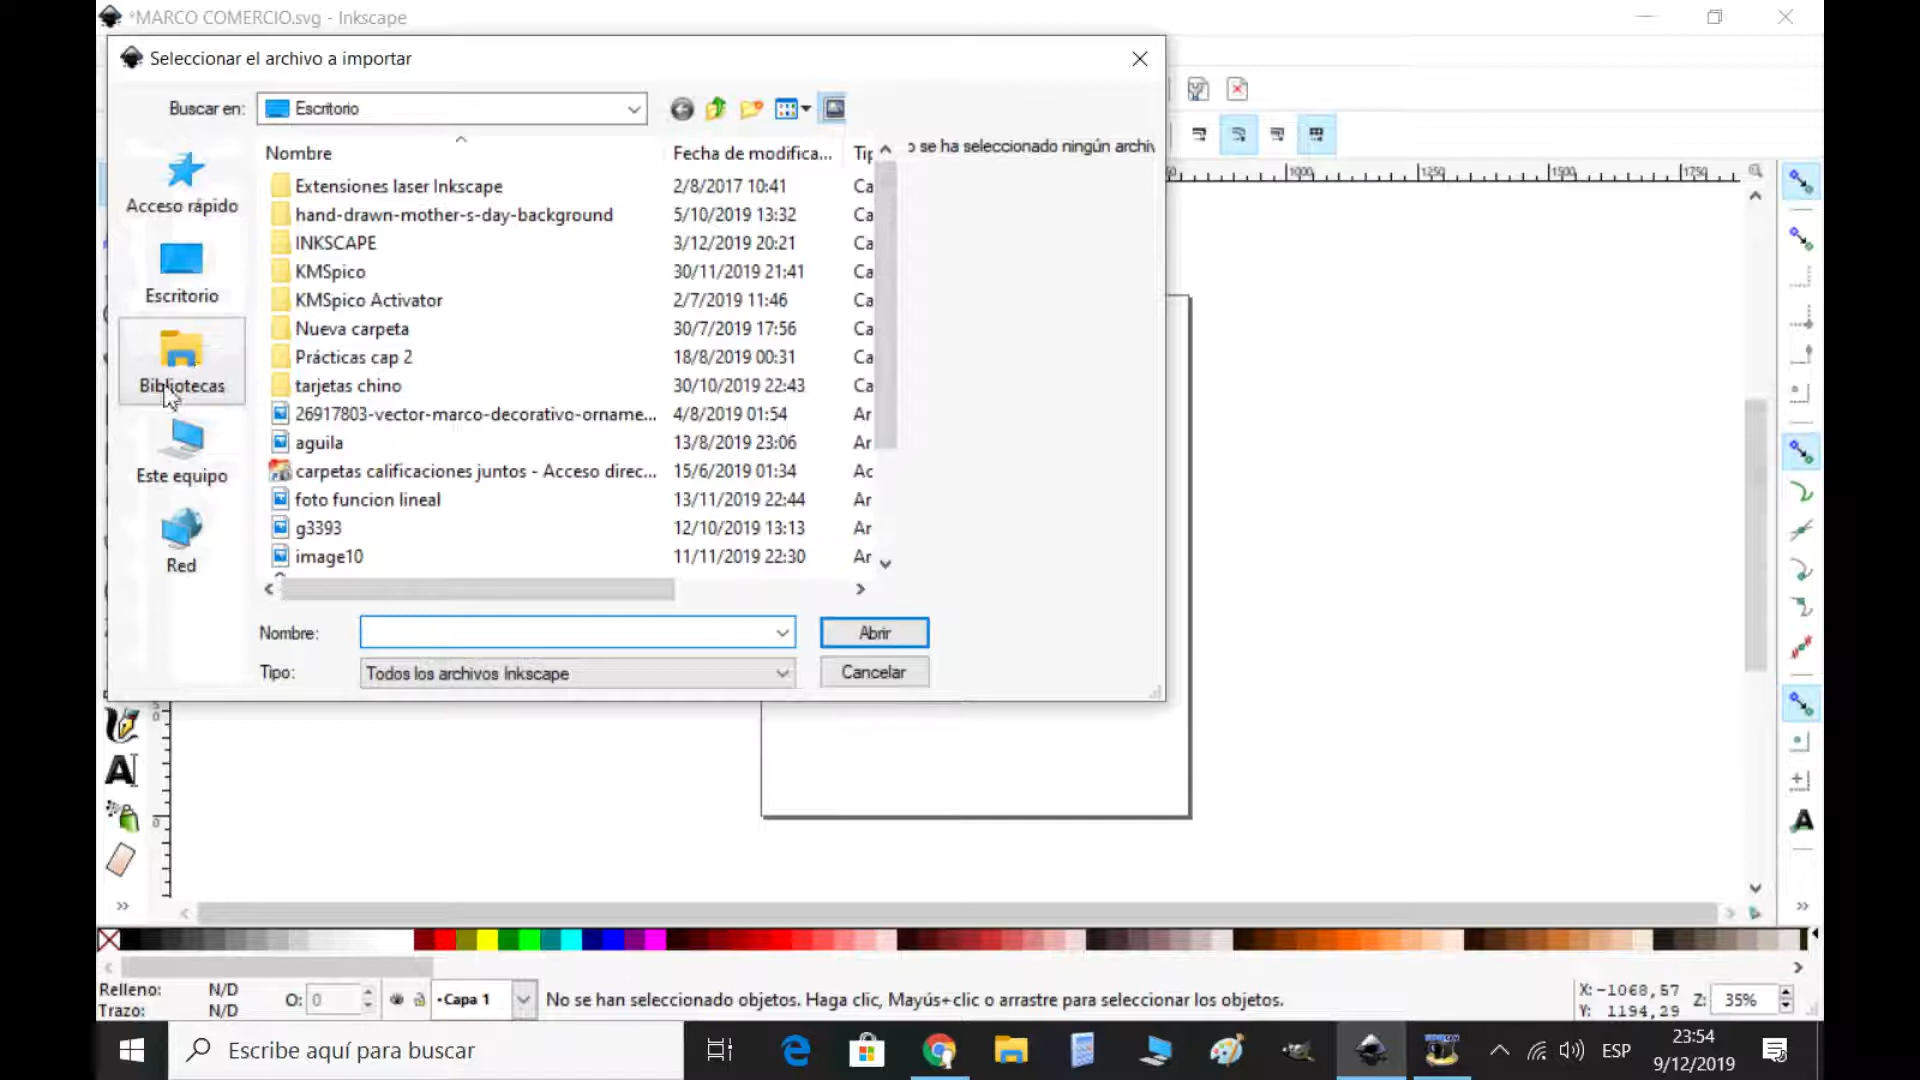 *MARCO COMERCIO.svg - Inkscape
Seleccionar el archivo a importar
Buscar en: Escritorio
Nombre Fecha de modifica... Tip
o se ha seleccionado ningún archiv
Acceso rápido
Escritorio
Bibliotecas
Este equipo
Red
Extensiones laser Inkscape 2/8/2017 10:41 Ca
hand-drawn-mother-s-day-background 5/10/2019 13:32 Ca
INKSCAPE 3/12/2019 20:21 Ca
KMSpico 30/11/2019 21:41 Ca
KMSpico Activator 2/7/2019 11:46 Ca
Nueva carpeta 30/7/2019 17:56 Ca
Prácticas cap 2 18/8/2019 00:31 Ca
tarjetas chino 30/10/2019 22:43 Ca
26917803-vector-marco-decorativo-orname... 4/8/2019 01:54 Ar
aguila 13/8/2019 23:06 Ar
carpetas calificaciones juntos - Acceso direc... 15/6/2019 01:34 Ac
foto funcion lineal 13/11/2019 22:44 Ar
g3393 12/10/2019 13:13 Ar
image10 11/11/2019 22:30 Ar
Nombre: Abrir
Tipo: Todos los archivos Inkscape Cancelar
1000 1250 1500 1750
Relleno: N/D
Trazo: N/D
O: 0
•Capa 1
No se han seleccionado objetos. Haga clic, Mayús+clic o arrastre para seleccionar los objetos.
X: -1068,57
Y: 1194,29
Z: 35%
Escribe aquí para buscar
ESP
23:54
9/12/2019